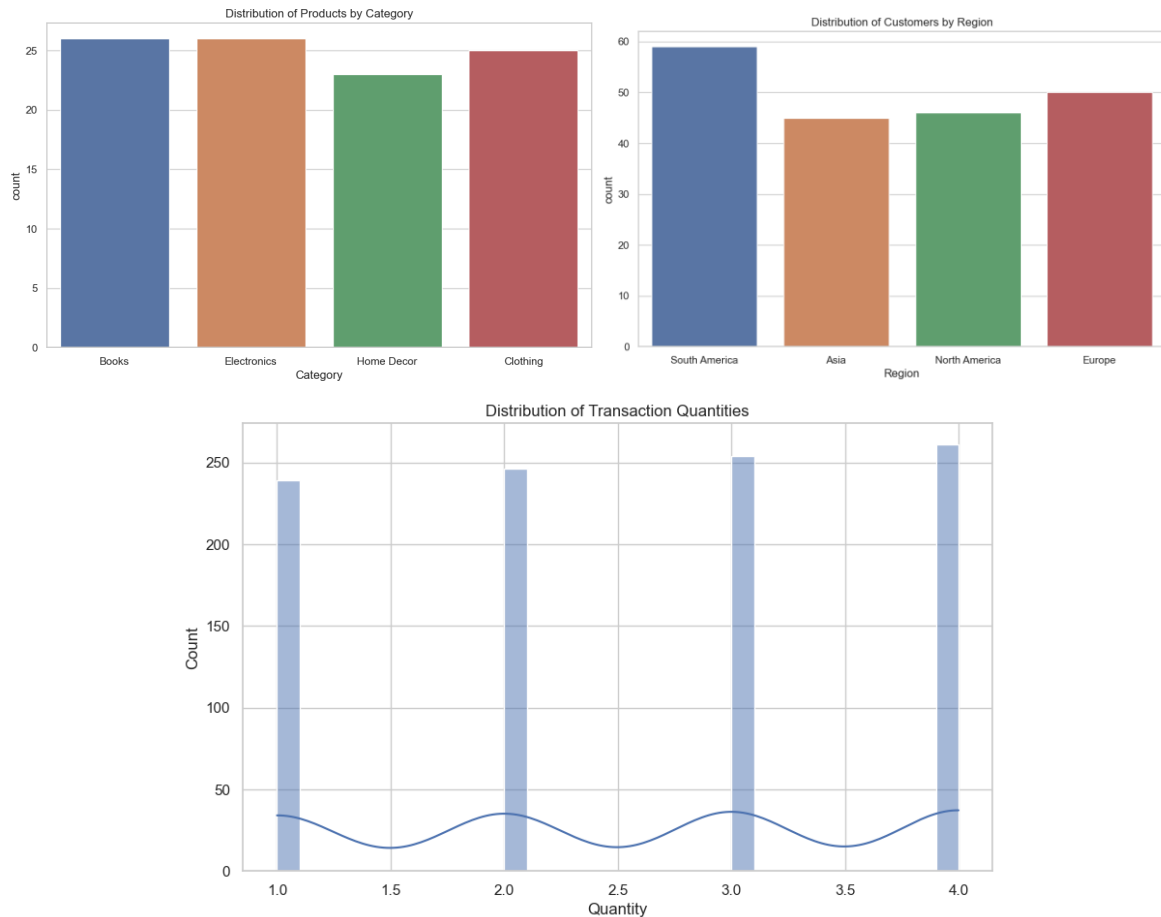 Distribution of Products by Category
25
20
15
10
5
0
count
Books Electronics Home Decor Clothing
Category
Distribution of Customers by Region
60
50
40
30
20
10
0
count
South America Asia North America Europe
Region
Distribution of Transaction Quantities
250
200
150
100
50
0
Count
1.0 1.5 2.0 2.5 3.0 3.5 4.0
Quantity